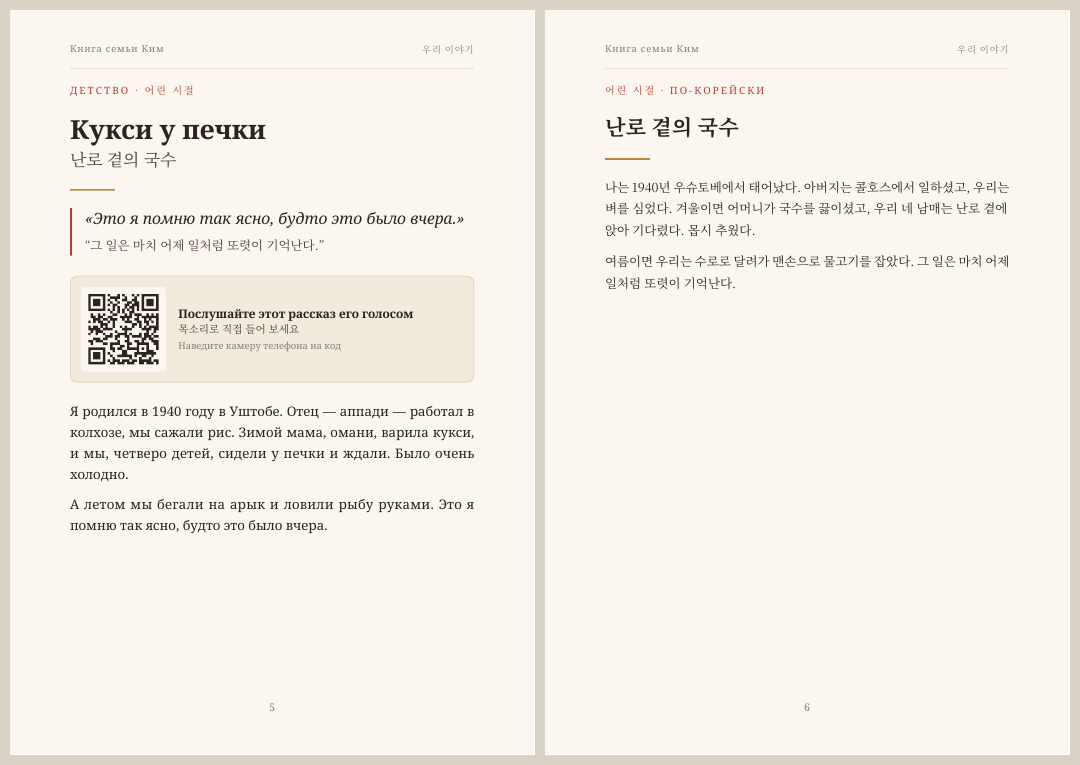 Книга семьи Ким
우리 이야기
ДЕТСТВО · 어린 시절
Кукси у печки
난로 곁의 국수
«Это я помню так ясно, будто это было вчера.»
“그 일은 마치 어제 일처럼 또렷이 기억난다.”
Послушайте этот рассказ его голосом
목소리로 직접 들어 보세요
Наведите камеру телефона на код
Я родился в 1940 году в Уштобе. Отец — аппади — работал в
колхозе, мы сажали рис. Зимой мама, омани, варила кукси,
и мы, четверо детей, сидели у печки и ждали. Было очень
холодно.
А летом мы бегали на арык и ловили рыбу руками. Это я
помню так ясно, будто это было вчера.
5
Книга семьи Ким
우리 이야기
어린 시절 · ПО-КОРЕЙСКИ
난로 곁의 국수
나는 1940년 우슈토베에서 태어났다. 아버지는 콜호스에서 일하셨고, 우리는
벼를 심었다. 겨울이면 어머니가 국수를 끓이셨고, 우리 네 남매는 난로 곁에
앉아 기다렸다. 몹시 추웠다.
여름이면 우리는 수로로 달려가 맨손으로 물고기를 잡았다. 그 일은 마치 어제
일처럼 또렷이 기억난다.
6